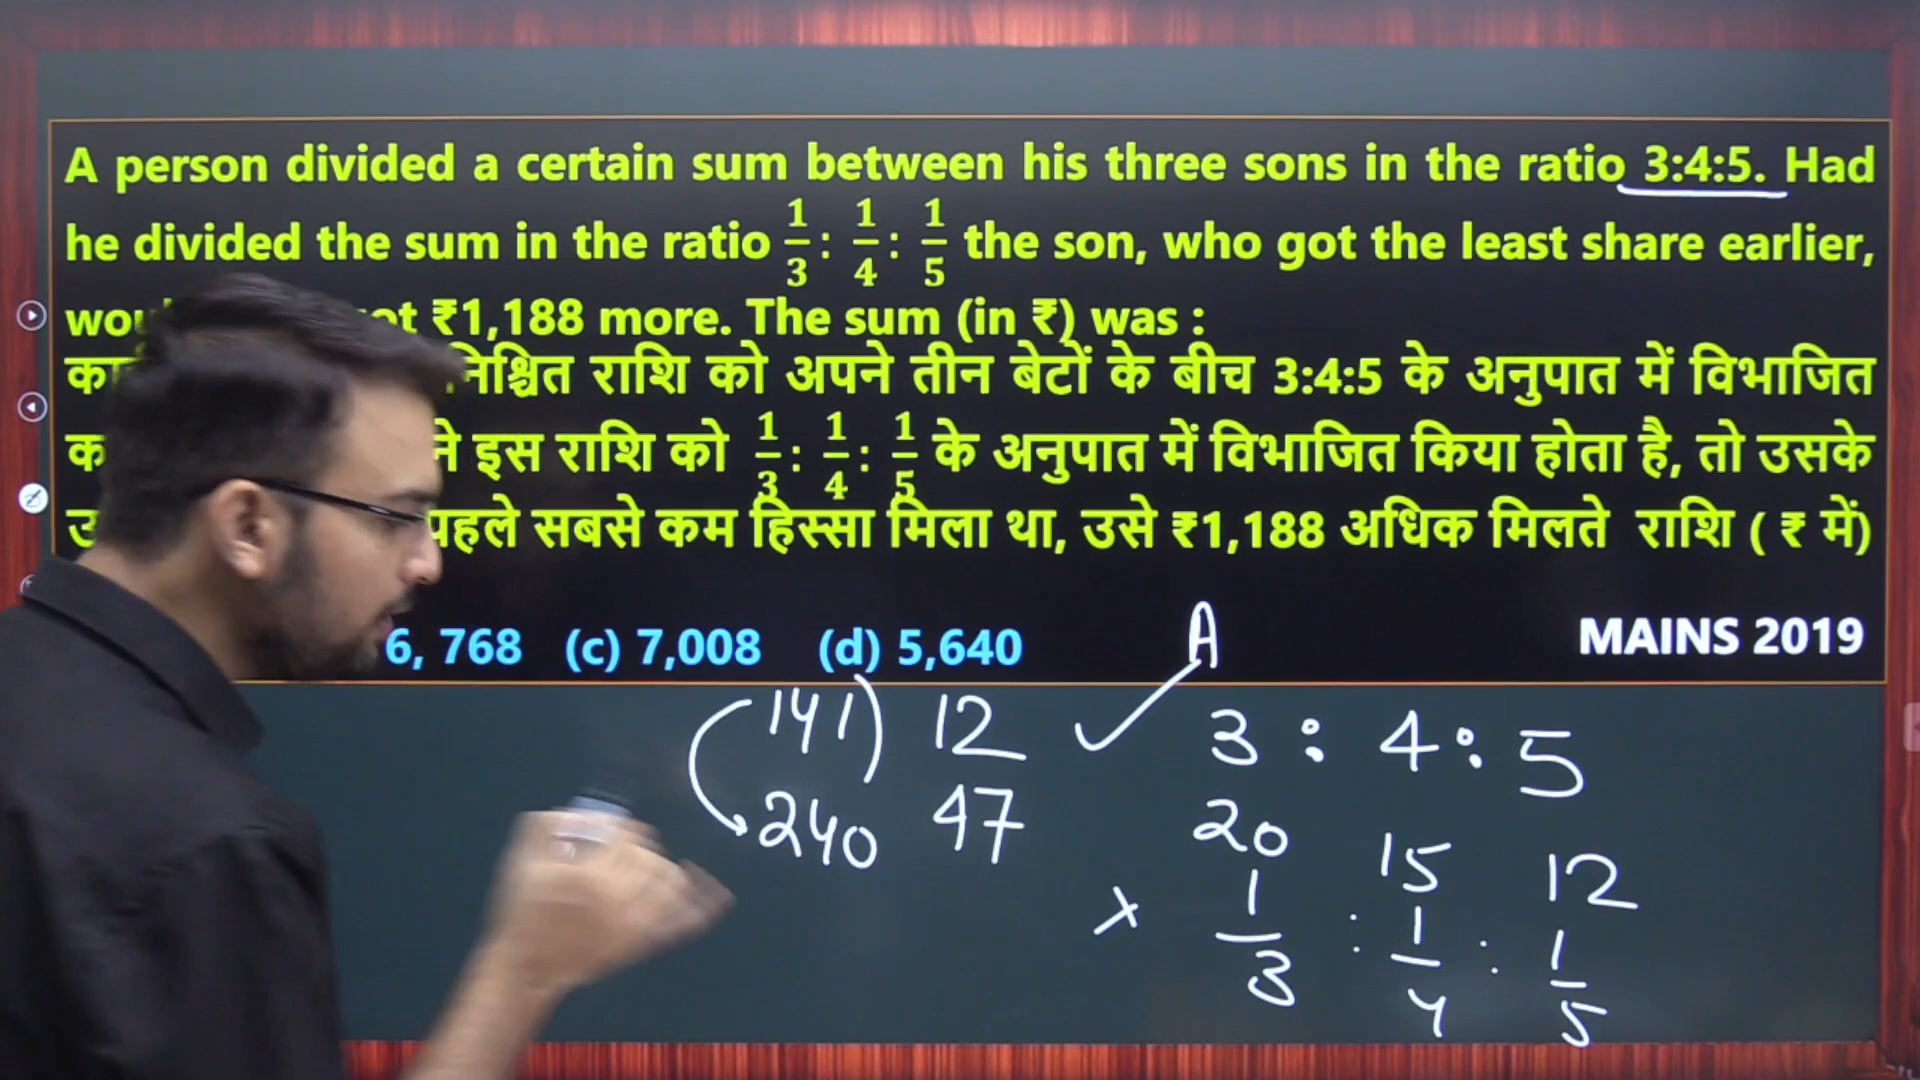 A person divided a certain sum between his three sons in the ratio 3:4:5. Had
he divided the sum in the ratio 1/3 : 1/4 : 1/5 the son, who got the least share earlier,
₹1,188 more. The sum (in ₹) was :
निश्चित राशि को अपने तीन बेटों के बीच 3:4:5 के अनुपात में विभाजित
इस राशि को 1/3 : 1/4 : 1/5 के अनुपात में विभाजित किया होता है, तो उसके
पहले सबसे कम हिस्सा मिला था, उसे ₹1,188 अधिक मिलते राशि ( ₹ में)
6, 768 (c) 7,008 (d) 5,640
MAINS 2019
A
141) 12
240 47
3 : 4 : 5
20 15 12
× 1/3 : 1/4 : 1/5